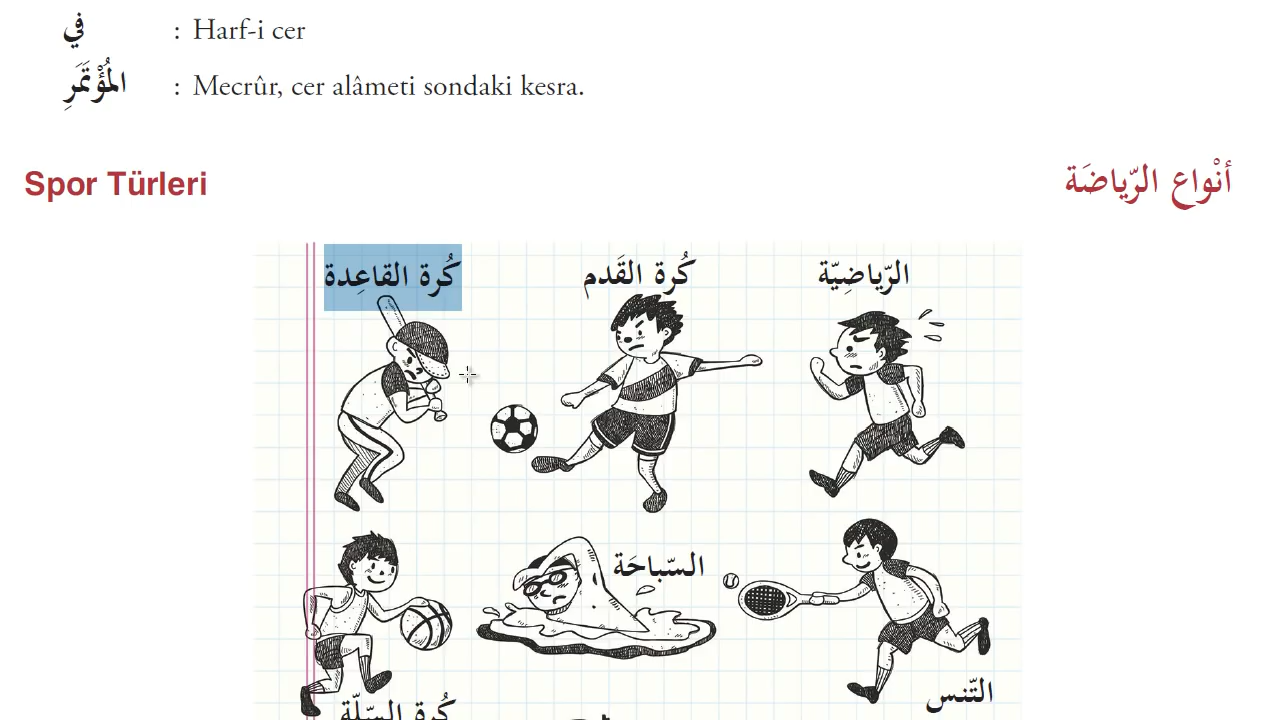 في : Harf-i cer
المُؤْتَمَرِ : Mecrûr, cer alâmeti sondaki kesra.
Spor Türleri أنْواع الرّياضَة
كُرة القاعِدة كُرة القَدم الرّياضِيّة
السّباحَة
التّنس
كُرة السّلّة